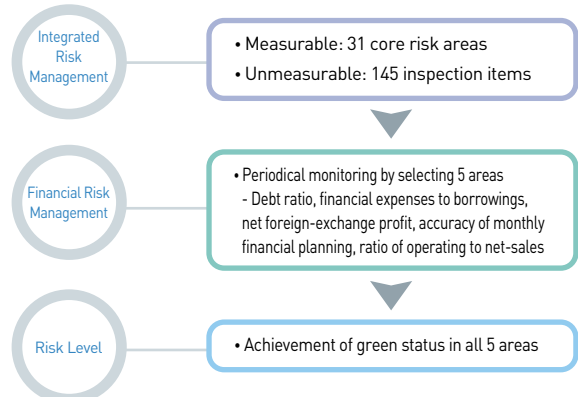 Integrated
Risk
Management
• Measurable: 31 core risk areas
• Unmeasurable: 145 inspection items
Financial Risk
Management
• Periodical monitoring by selecting 5 areas
- Debt ratio, financial expenses to borrowings,
net foreign-exchange profit, accuracy of monthly
financial planning, ratio of operating to net-sales
Risk Level
• Achievement of green status in all 5 areas